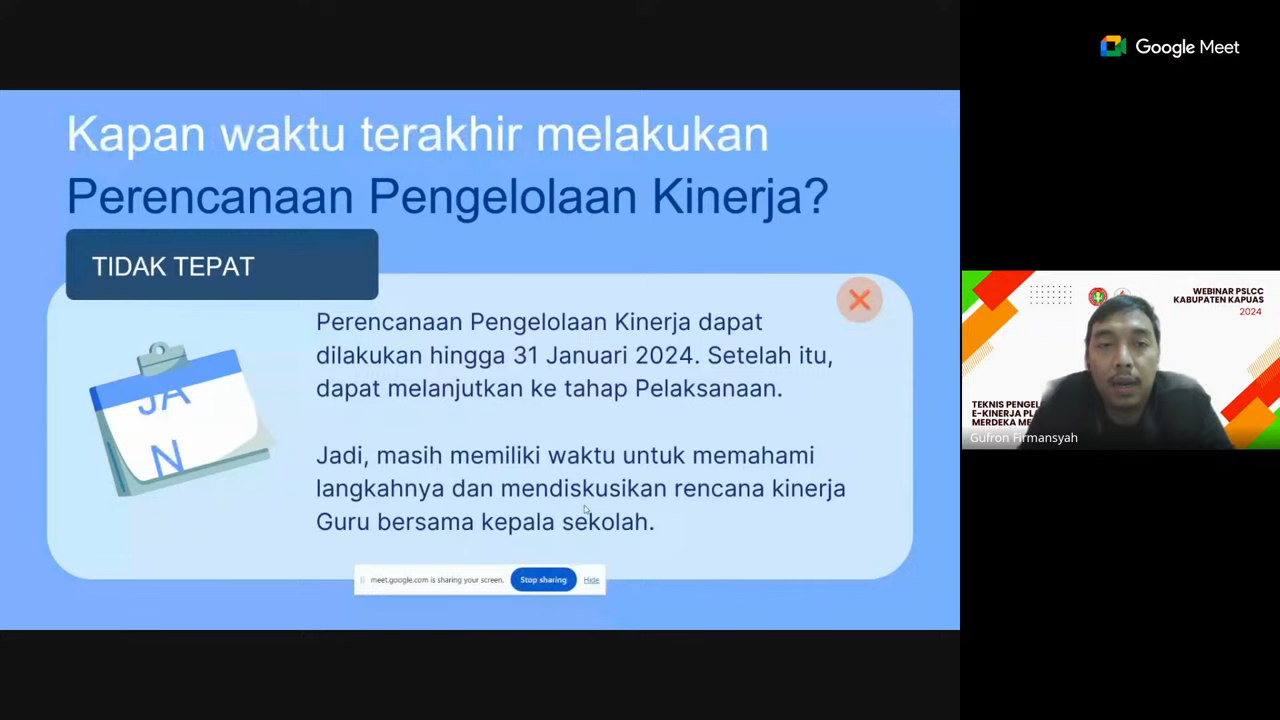 Google Meet
Kapan waktu terakhir melakukan
Perencanaan Pengelolaan Kinerja?
TIDAK TEPAT
JA
N
Perencanaan Pengelolaan Kinerja dapat
dilakukan hingga 31 Januari 2024. Setelah itu,
dapat melanjutkan ke tahap Pelaksanaan.
Jadi, masih memiliki waktu untuk memahami
langkahnya dan mendiskusikan rencana kinerja
Guru bersama kepala sekolah.
meet.google.com is sharing your screen.
Stop sharing
Hide
WEBINAR PSLCC
KABUPATEN KAPUAS
2024
TEKNIS
E-KINERJA
MERDEKA
Gufron Firmansyah